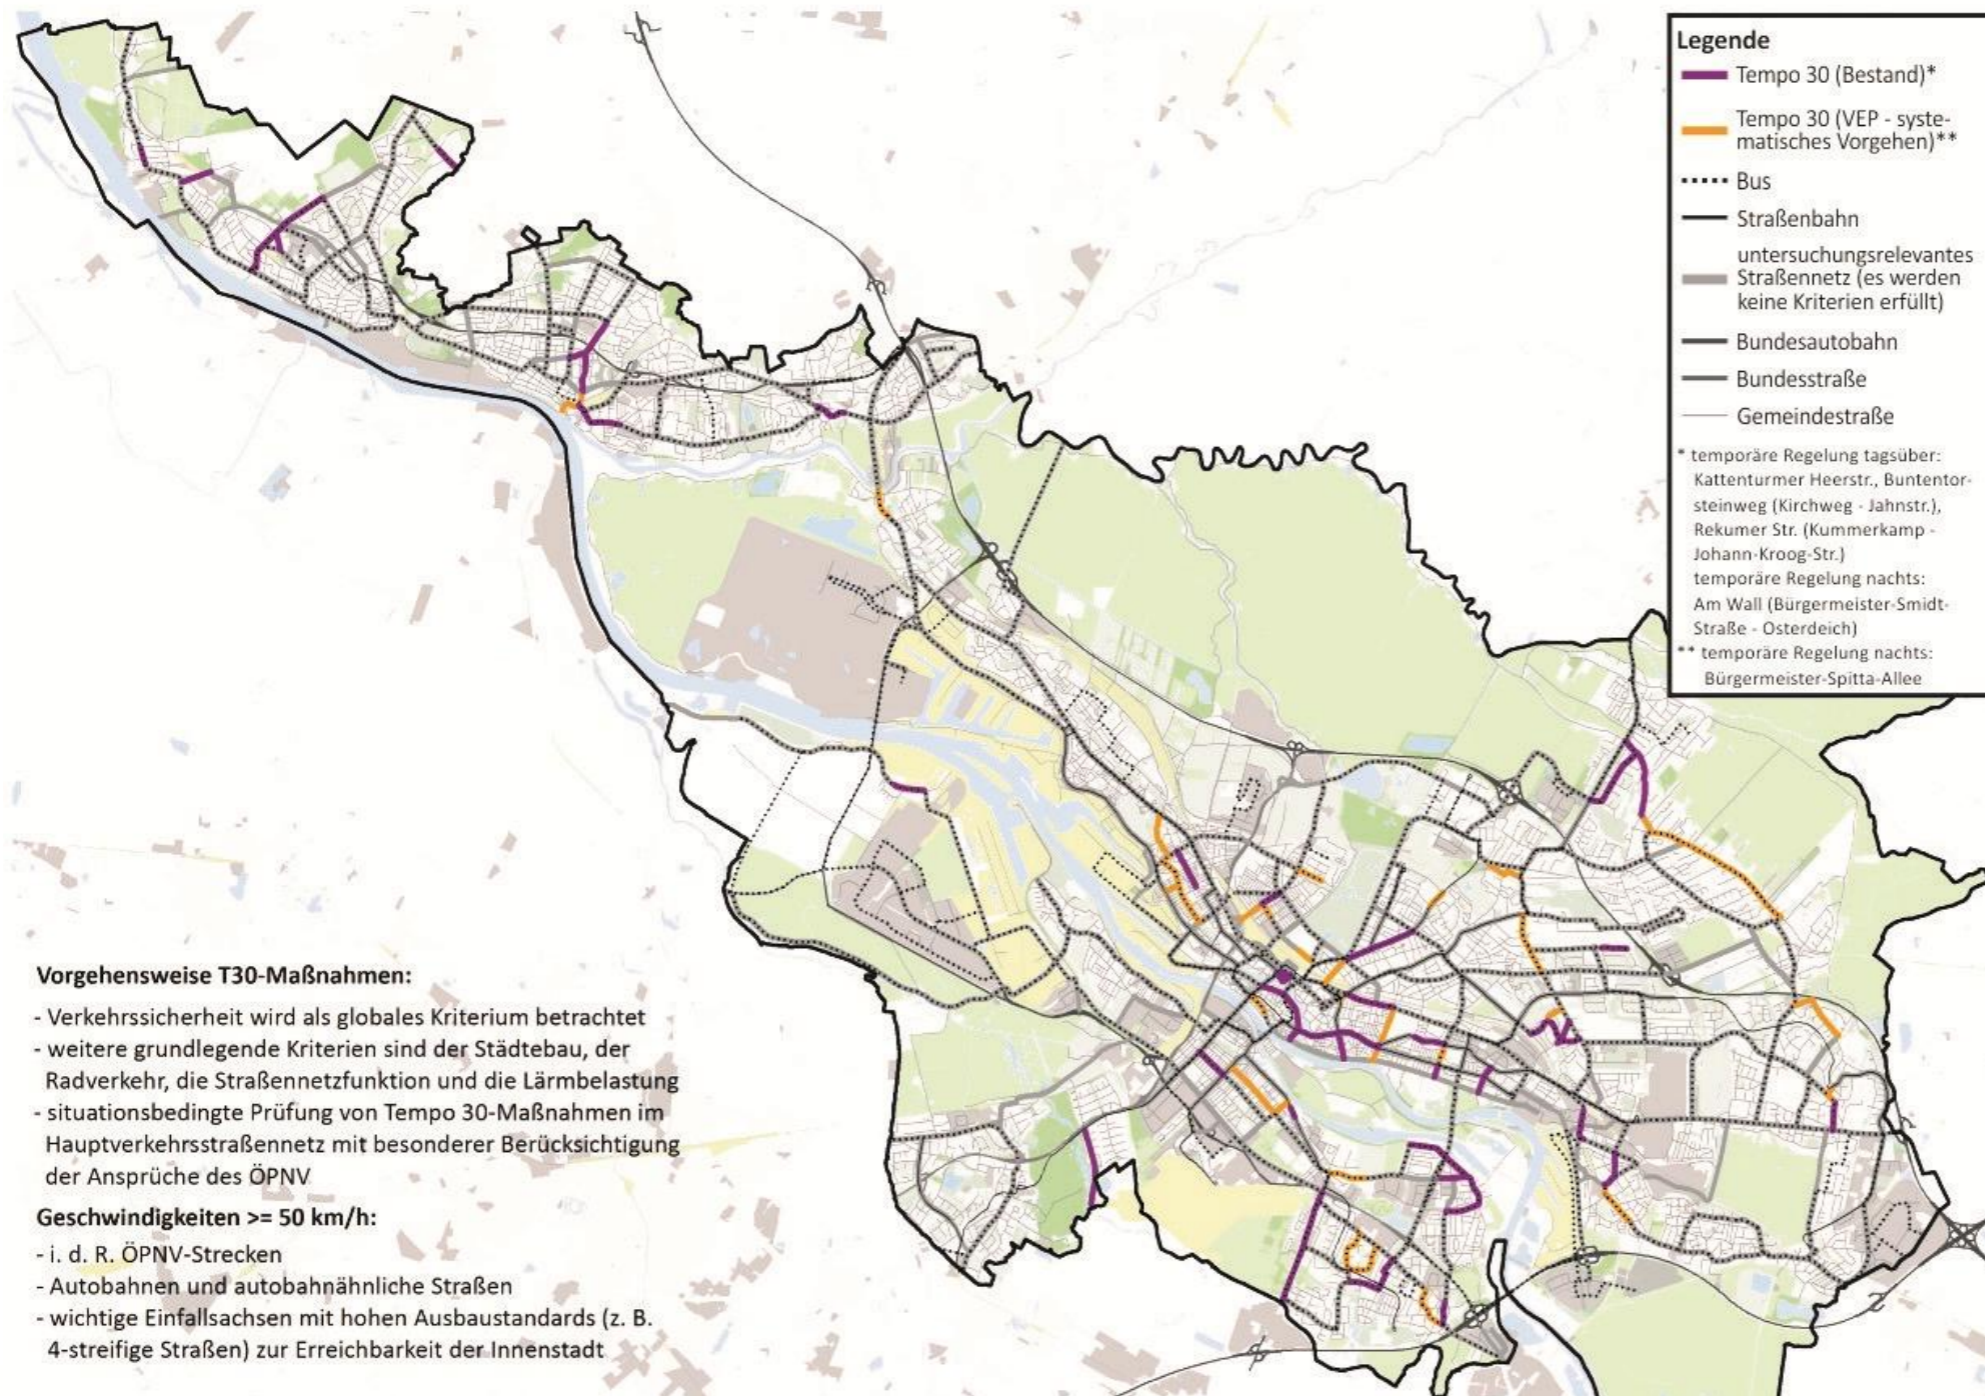 Legende
Tempo 30 (Bestand)*
Tempo 30 (VEP - syste-
matisches Vorgehen)**
Bus
Straßenbahn
untersuchungsrelevantes
Straßennetz (es werden
keine Kriterien erfüllt)
Bundesautobahn
Bundesstraße
Gemeindestraße
* temporäre Regelung tagsüber:
Kattenturmer Heerstr., Buntentor-
steinweg (Kirchweg - Jahnstr.),
Rekumer Str. (Kummerkamp -
Johann-Kroog-Str.)
temporäre Regelung nachts:
Am Wall (Bürgermeister-Smidt-
Straße - Osterdeich)
** temporäre Regelung nachts:
Bürgermeister-Spitta-Allee
Vorgehensweise T30-Maßnahmen:
- Verkehrssicherheit wird als globales Kriterium betrachtet
- weitere grundlegende Kriterien sind der Städtebau, der
Radverkehr, die Straßennetzfunktion und die Lärmbelastung
- situationsbedingte Prüfung von Tempo 30-Maßnahmen im
Hauptverkehrsstraßennetz mit besonderer Berücksichtigung
der Ansprüche des ÖPNV
Geschwindigkeiten >= 50 km/h:
- i. d. R. ÖPNV-Strecken
- Autobahnen und autobahnähnliche Straßen
- wichtige Einfallsachsen mit hohen Ausbaustandards (z. B.
4-streifige Straßen) zur Erreichbarkeit der Innenstadt